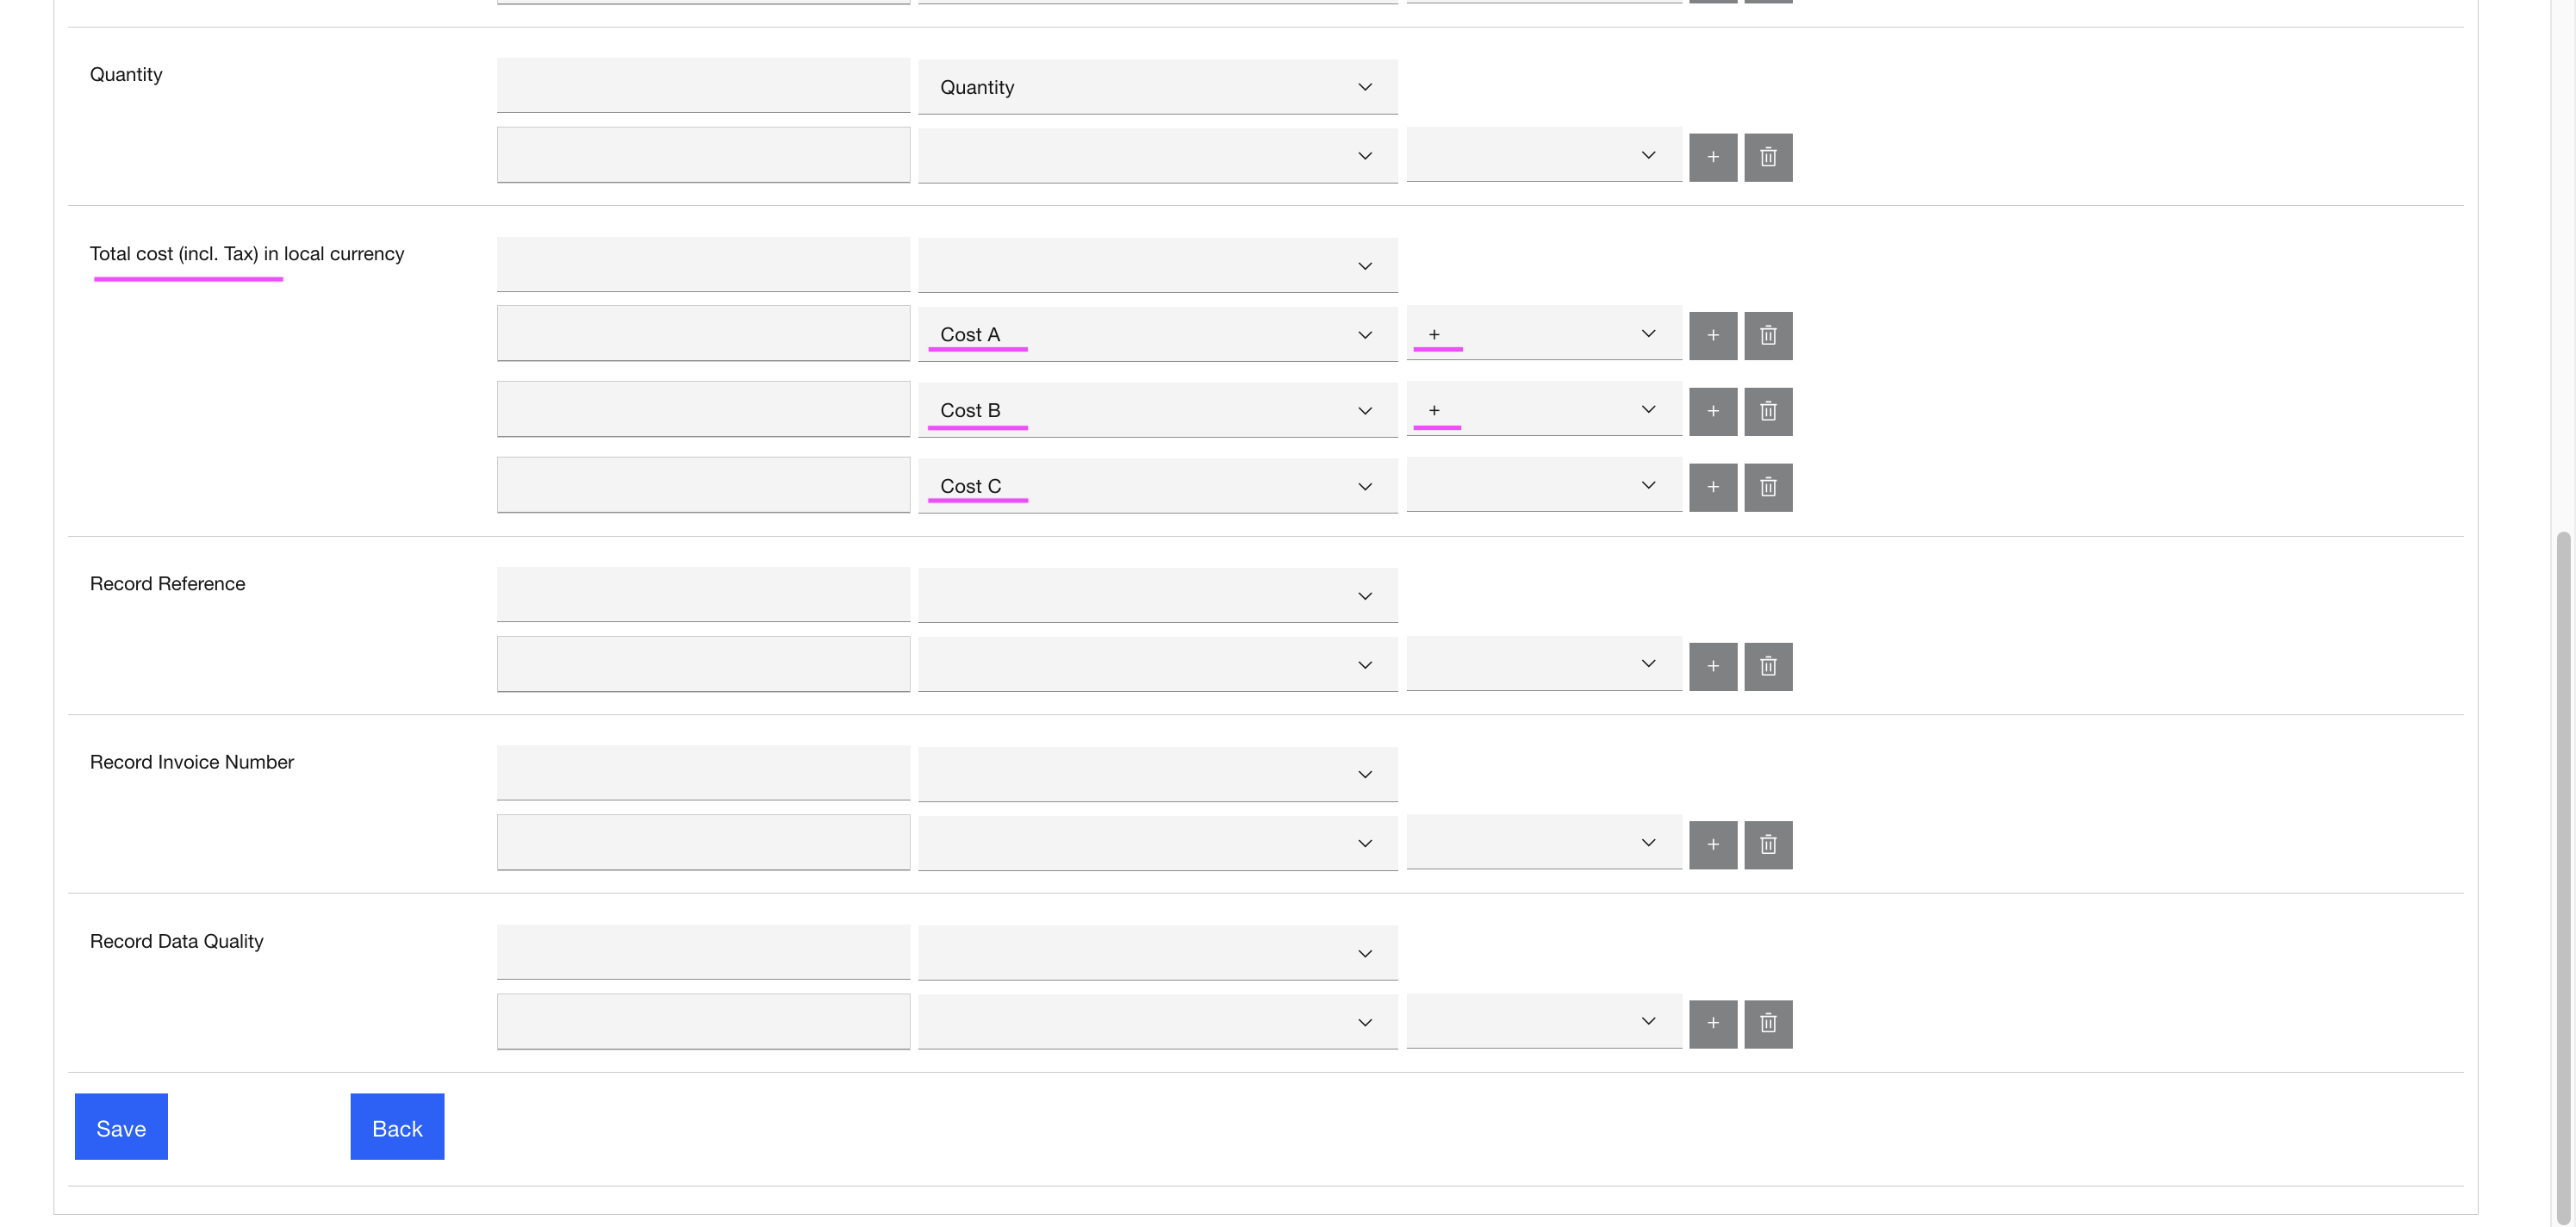 Quantity
Quantity
+
Total cost (incl. Tax) in local currency
Cost A
+
+
Cost B
+
+
Cost C
+
Record Reference
+
Record Invoice Number
+
Record Data Quality
+
Save
Back